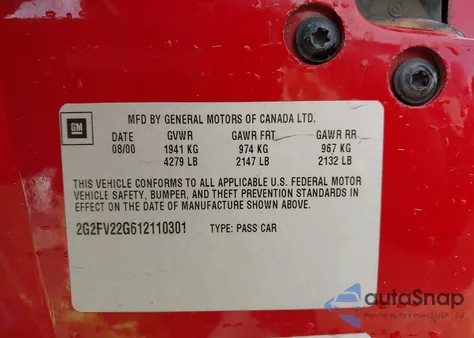 MFD BY GENERAL MOTORS OF CANADA LTD.
GM
DATE GVWR GAWR FRT GAWR RR
08/00 1941 KG 974 KG 967 KG
4279 LB 2147 LB 2132 LB
THIS VEHICLE CONFORMS TO ALL APPLICABLE U.S. FEDERAL MOTOR
VEHICLE SAFETY, BUMPER, AND THEFT PREVENTION STANDARDS IN
EFFECT ON THE DATE OF MANUFACTURE SHOWN ABOVE.
2G2FV22G612110301 TYPE: PASS CAR
autoSnap